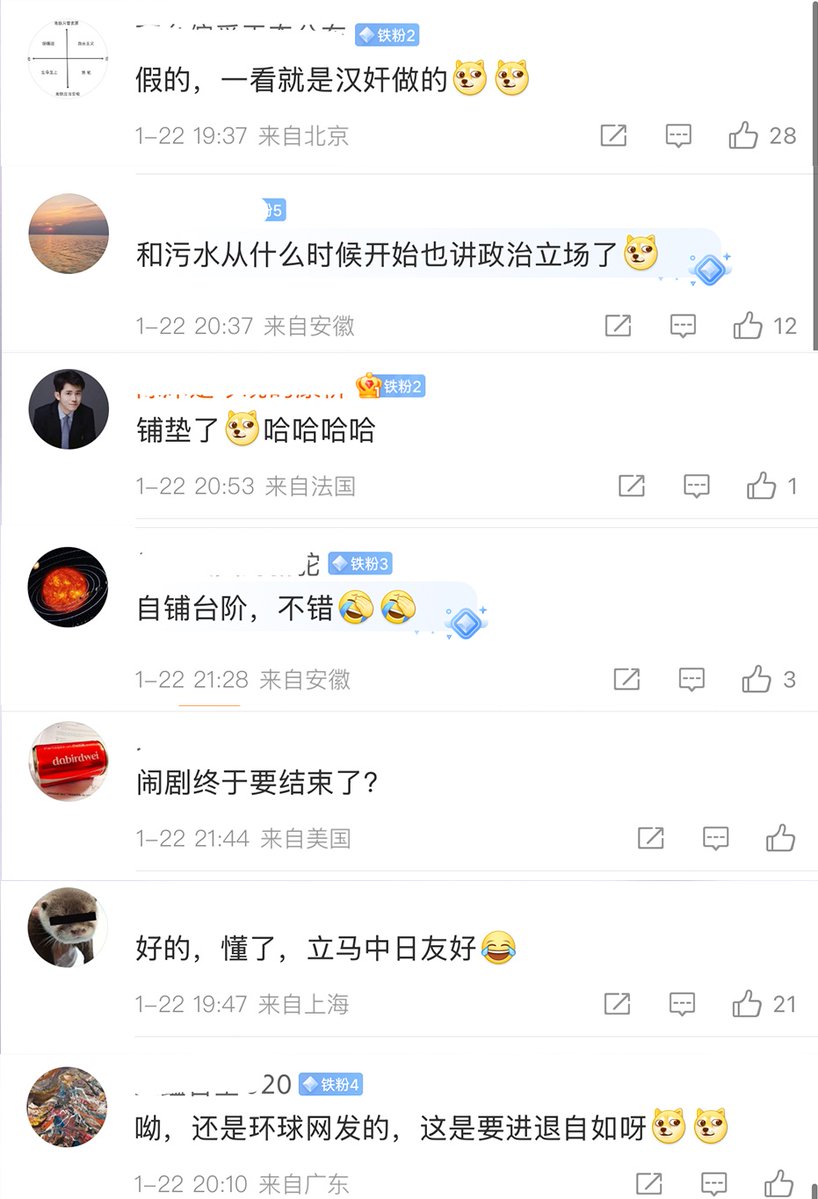 铁粉2
假的，一看就是汉奸做的
1-22 19:37 来自北京
28
粉5
和污水从什么时候开始也讲政治立场了
1-22 20:37 来自安徽
12
铁粉2
铺垫了哈哈哈哈
1-22 20:53 来自法国
1
铁粉3
自铺台阶，不错
1-22 21:28 来自安徽
3
dabirdwei
闹剧终于要结束了?
1-22 21:44 来自美国
好的，懂了，立马中日友好
1-22 19:47 来自上海
21
20 铁粉4
呦，还是环球网发的，这是要进退自如呀
1-22 20:10 来自广东